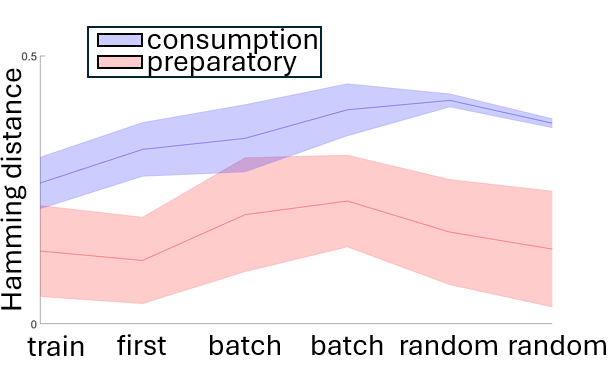 consumption
preparatory
0.5
Hamming distance
0
train first batch batch random random